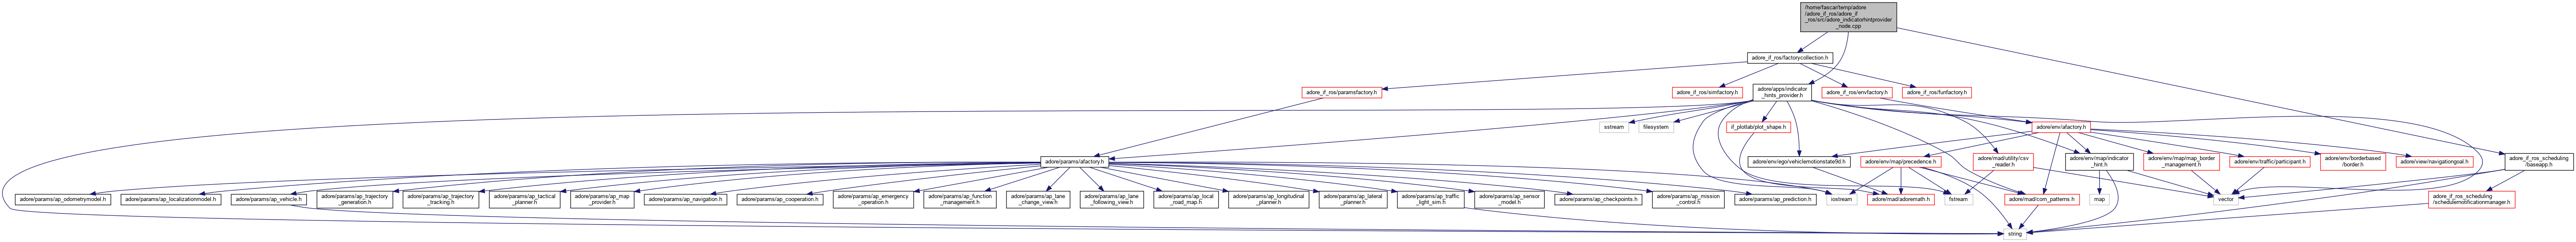 /home/fascar/temp/adore
/adore_if_ros/adore_if
_ros/src/adore_indicatorhintprovider
_node.cpp
adore_if_ros/factorycollection.h
adore_if_ros/paramsfactory.h
adore_if_ros/simfactory.h
adore/apps/indicator
_hints_provider.h
adore_if_ros/envfactory.h
adore_if_ros/funfactory.h
sstream
filesystem
if_plotlab/plot_shape.h
adore/env/afactory.h
adore/params/afactory.h
adore/env/ego/vehiclemotionstate9d.h
adore/env/map/precedence.h
adore/mad/utility/csv
_reader.h
adore/env/map/indicator
_hint.h
adore/env/map/map_border
_management.h
adore/env/traffic/participant.h
adore/env/borderbased
/border.h
adore/view/navigationgoal.h
adore_if_ros_scheduling
/baseapp.h
adore/params/ap_odometrymodel.h
adore/params/ap_localizationmodel.h
adore/params/ap_vehicle.h
adore/params/ap_trajectory
_generation.h
adore/params/ap_trajectory
_tracking.h
adore/params/ap_tactical
_planner.h
adore/params/ap_map
_provider.h
adore/params/ap_navigation.h
adore/params/ap_cooperation.h
adore/params/ap_emergency
_operation.h
adore/params/ap_function
_management.h
adore/params/ap_lane
_change_view.h
adore/params/ap_lane
_following_view.h
adore/params/ap_local
_road_map.h
adore/params/ap_longitudinal
_planner.h
adore/params/ap_lateral
_planner.h
adore/params/ap_traffic
_light_sim.h
adore/params/ap_sensor
_model.h
adore/params/ap_checkpoints.h
adore/params/ap_mission
_control.h
adore/params/ap_prediction.h
iostream
adore/mad/adoremath.h
fstream
adore/mad/com_patterns.h
map
vector
adore_if_ros_scheduling
/schedulenotificationmanager.h
string